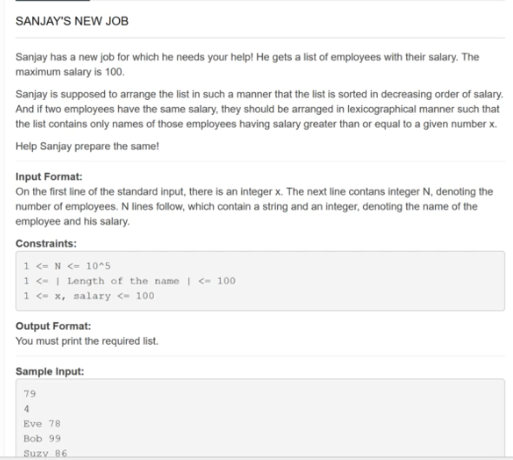 SANJAY'S NEW JOB
Sanjay has a new job for which he needs your help! He gets a list of employees with their salary. The
maximum salary is 100.
Sanjay is supposed to arrange the list in such a manner that the list is sorted in decreasing order of salary.
And if two employees have the same salary, they should be arranged in lexicographical manner such that
the list contains only names of those employees having salary greater than or equal to a given number x.
Help Sanjay prepare the same!
Input Format:
On the first line of the standard input, there is an integer x. The next line contans integer N, denoting the
number of employees. N lines follow, which contain a string and an integer, denoting the name of the
employee and his salary.
Constraints:
1 <= N <= 10^5
1 <= | Length of the name | <= 100
1 <= x, salary <= 100
Output Format:
You must print the required list.
Sample Input:
79
4
Eve 78
Bob 99
Suzy 86